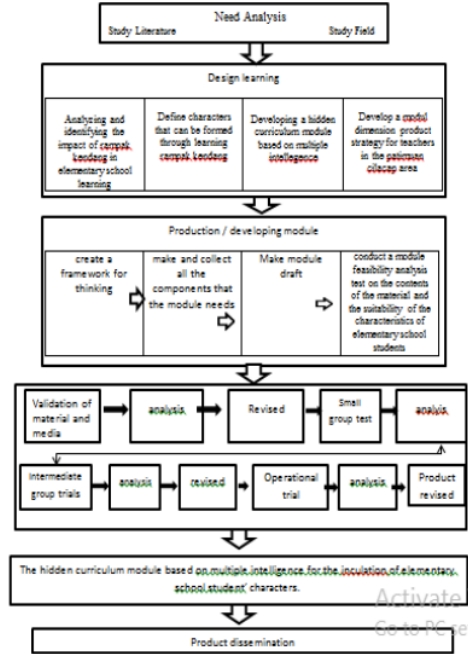 Need Analysis
Study Literature Study Field
Design learning
Analyzing and
identifying the
impact of campak
kendang in
elementary school
learning
Define characters
that can be formed
through learning
campak kendang
Developing a hidden
curriculum module
based on multiple
intellegence
Develop a modul
dimension product
strategy for teachers
in the patimuan
cilacap area
Production / developing module
create a
framework for
thinking
make and collect
all the
components that
the module needs
Make module
draft
conduct a module
feasibility analysis
test on the contents
of the material and
the suitability of the
characteristics of
elementary school
students
Validation of
material and
media
analysis
Revised
Small
group test
analysis
Intermediate
group trials
analysis
revised
Operational
trial
analysis
Product
revised
The hidden curriculum module based on multiple intelligence for the inculation of elementary
school student' characters.
Activate
Go to PC se
Product dissemination